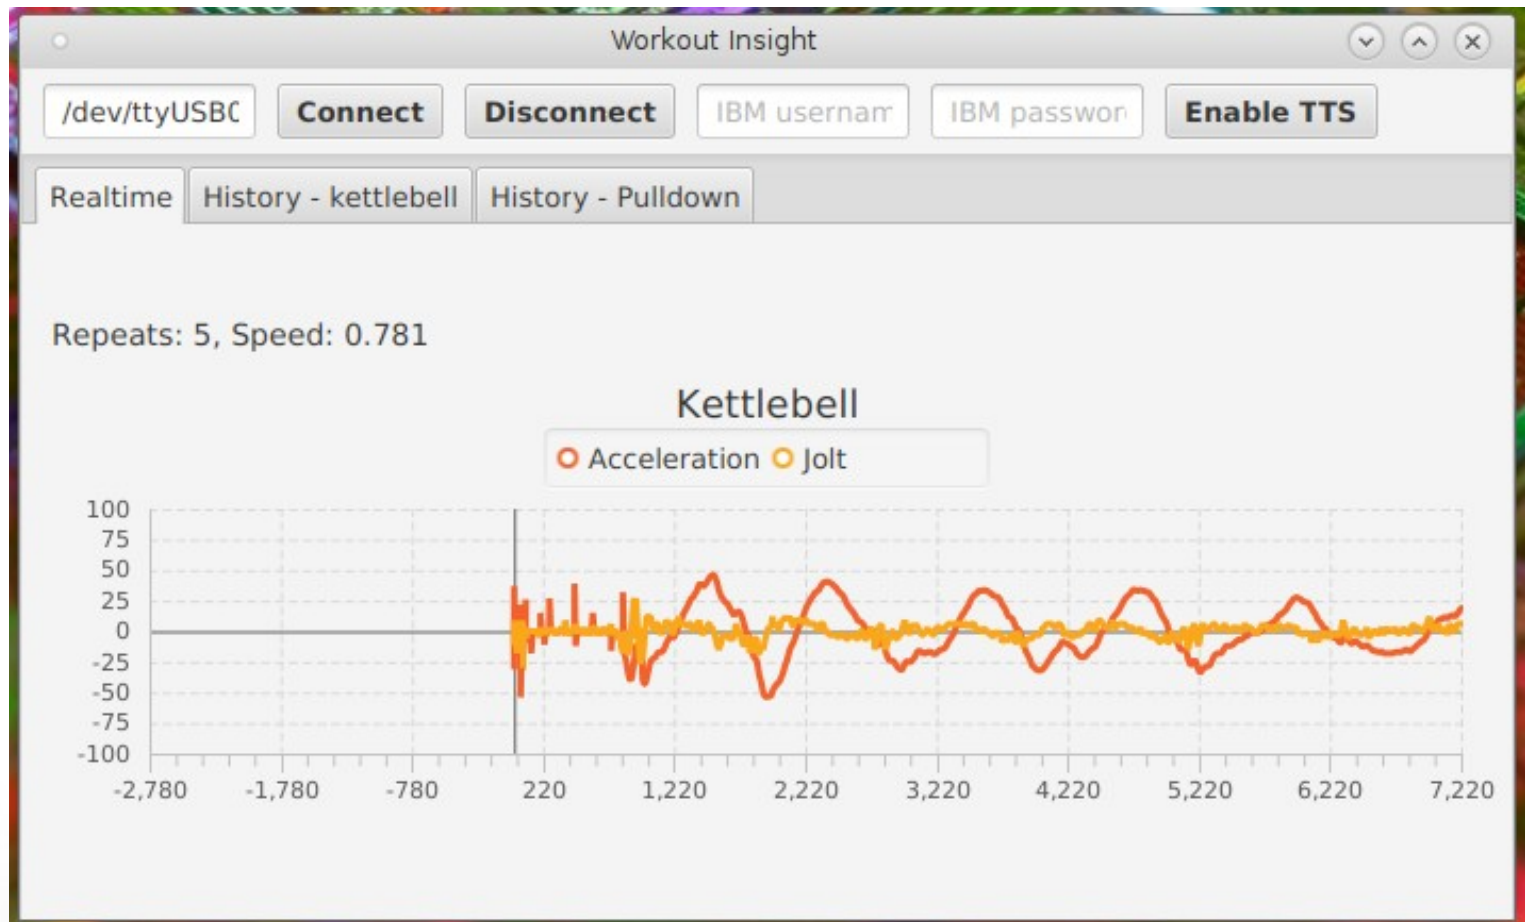 Workout Insight
/dev/ttyUSB0 Connect Disconnect IBM usernam IBM passwor Enable TTS
Realtime History - kettlebell History - Pulldown
Repeats: 5, Speed: 0.781
Kettlebell
Acceleration Jolt
100
75
50
25
0
-25
-50
-75
-100
-2,780 -1,780 -780 220 1,220 2,220 3,220 4,220 5,220 6,220 7,220